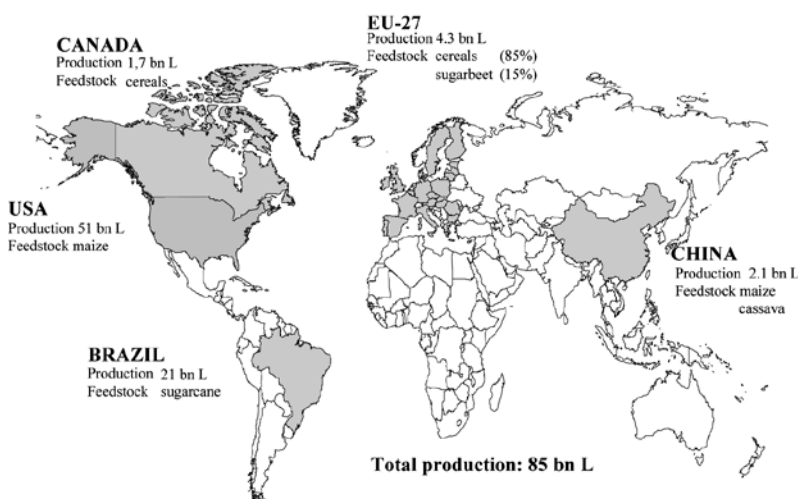 EU-27
Production 4.3 bn L
Feedstock cereals (85%)
sugarbeet (15%)
CANADA
Production 1,7 bn L
Feedstock cereals
USA
Production 51 bn L
Feedstock maize
CHINA
Production 2.1 bn L
Feedstock maize
cassava
BRAZIL
Production 21 bn L
Feedstock sugarcane
Total production: 85 bn L